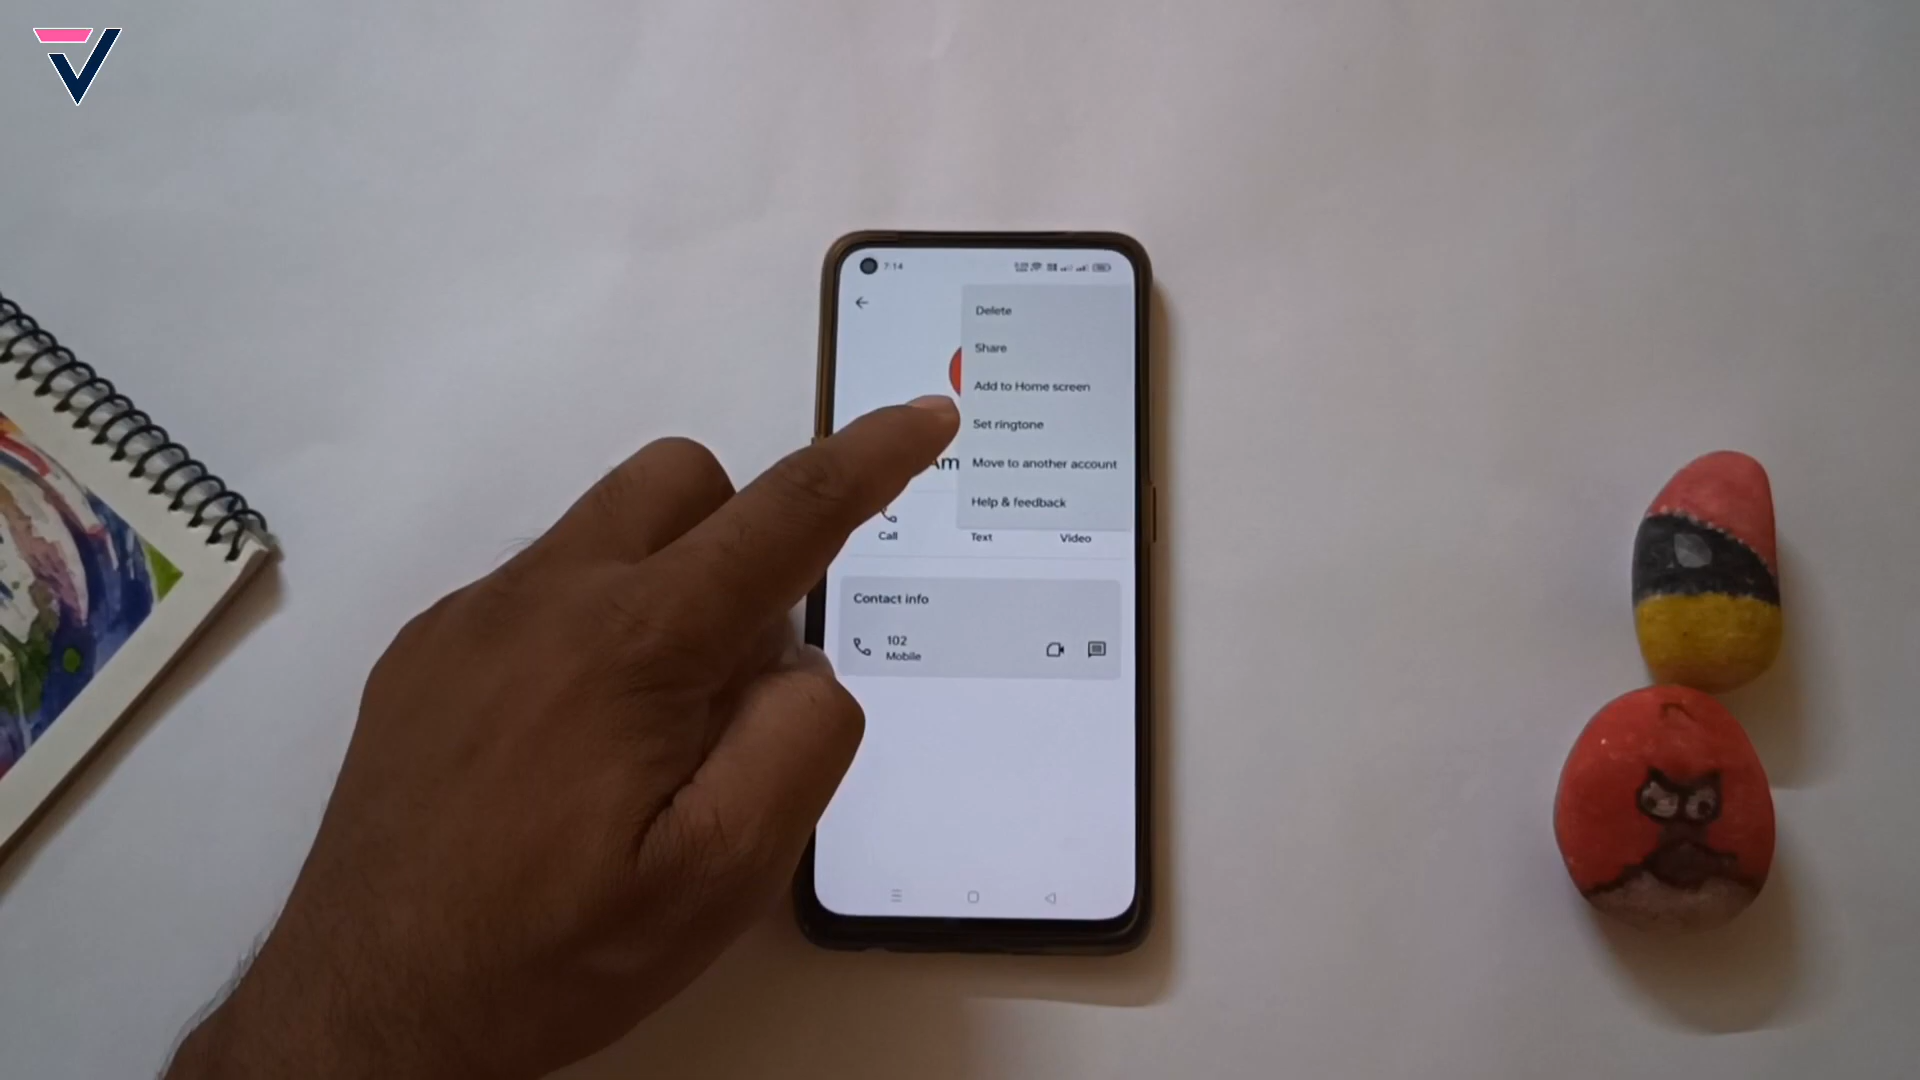 7:14
Delete
Share
Add to Home screen
Set ringtone
Am
Move to another account
Help & feedback
Call
Text
Video
Contact info
102
Mobile